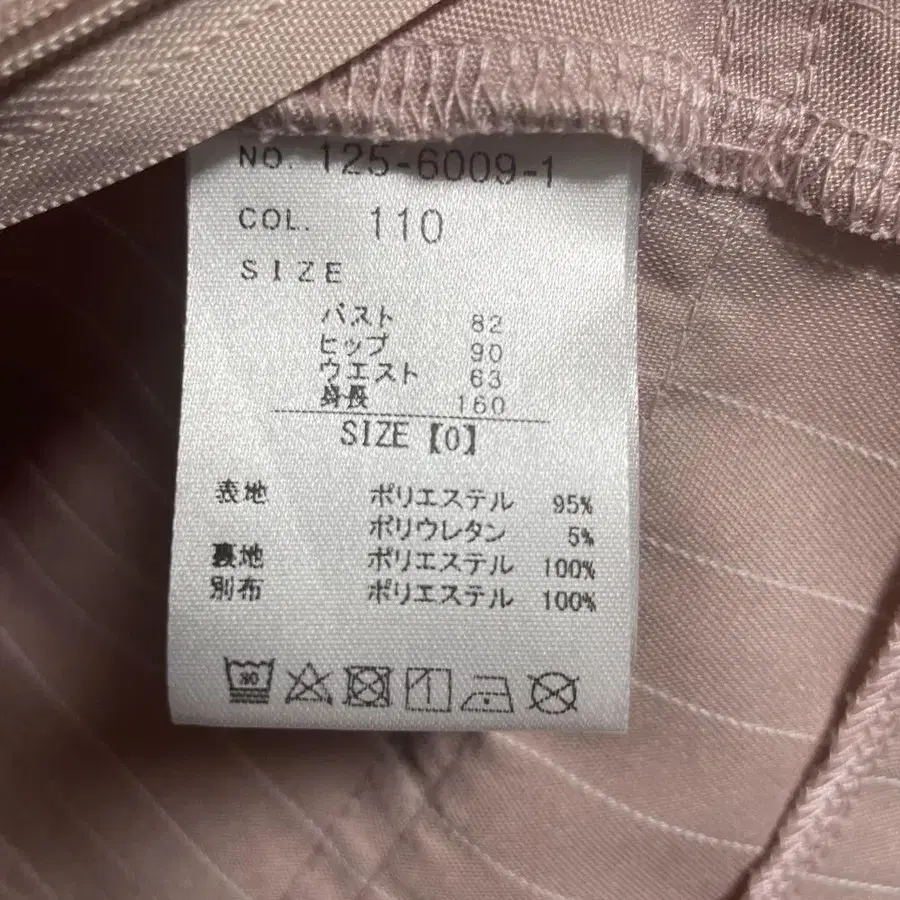 NO. 125-6009-1
COL. 110
SIZE
バスト 82
ヒップ 90
ウエスト 63
身長 160
SIZE【0】
表地 ポリエステル 95%
ポリウレタン 5%
裏地 ポリエステル 100%
別布 ポリエステル 100%
30